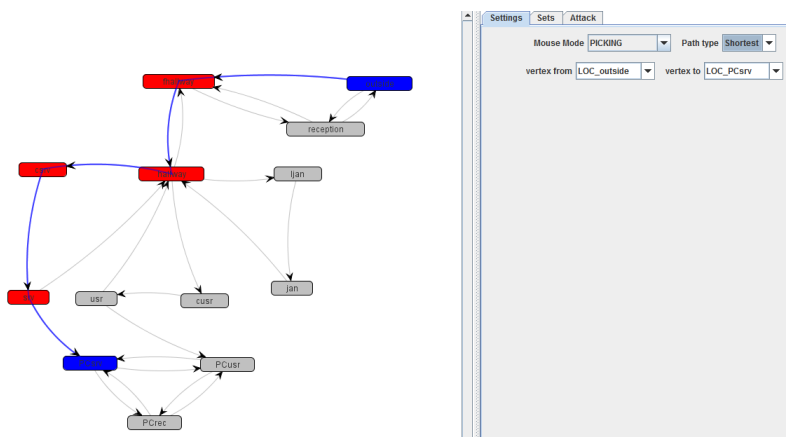 Settings Sets Attack
Mouse Mode PICKING Path type Shortest
vertex from LOC_outside vertex to LOC_PCsrv
reception
ljan
jan
usr
cusr
PCusr
PCrec